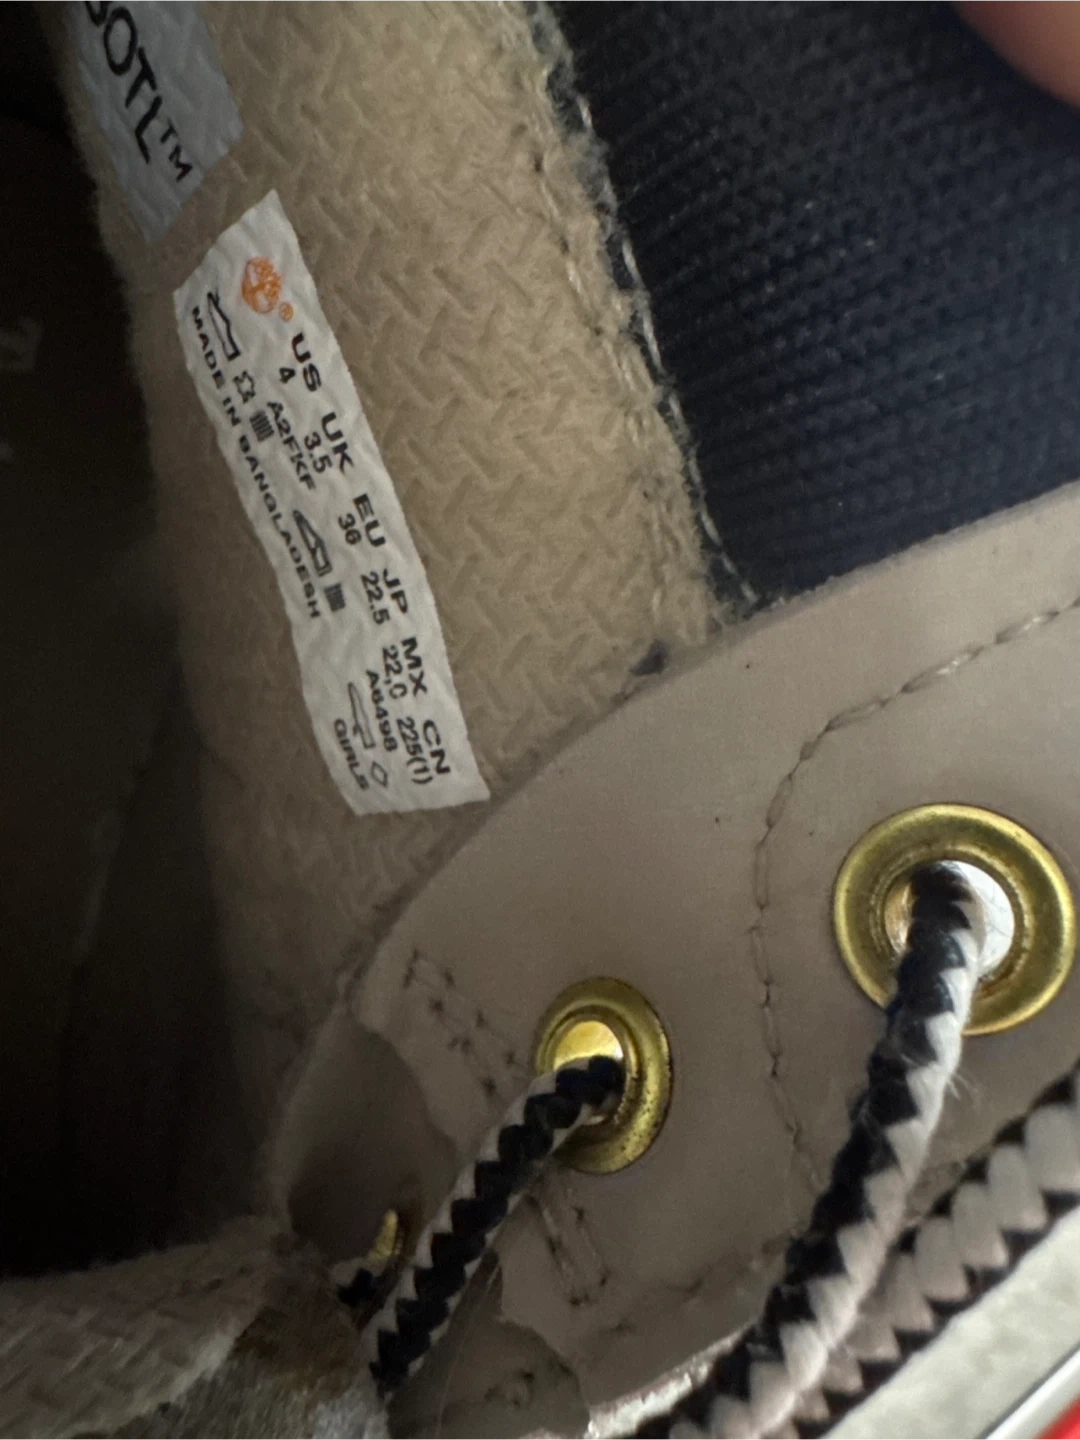 BOTL™
®
US UK EU JP MX CN
4 3.5 36 22.5 22,0 225(1)
A2FKF A6498
MADE IN BANGLADESH GIRLS